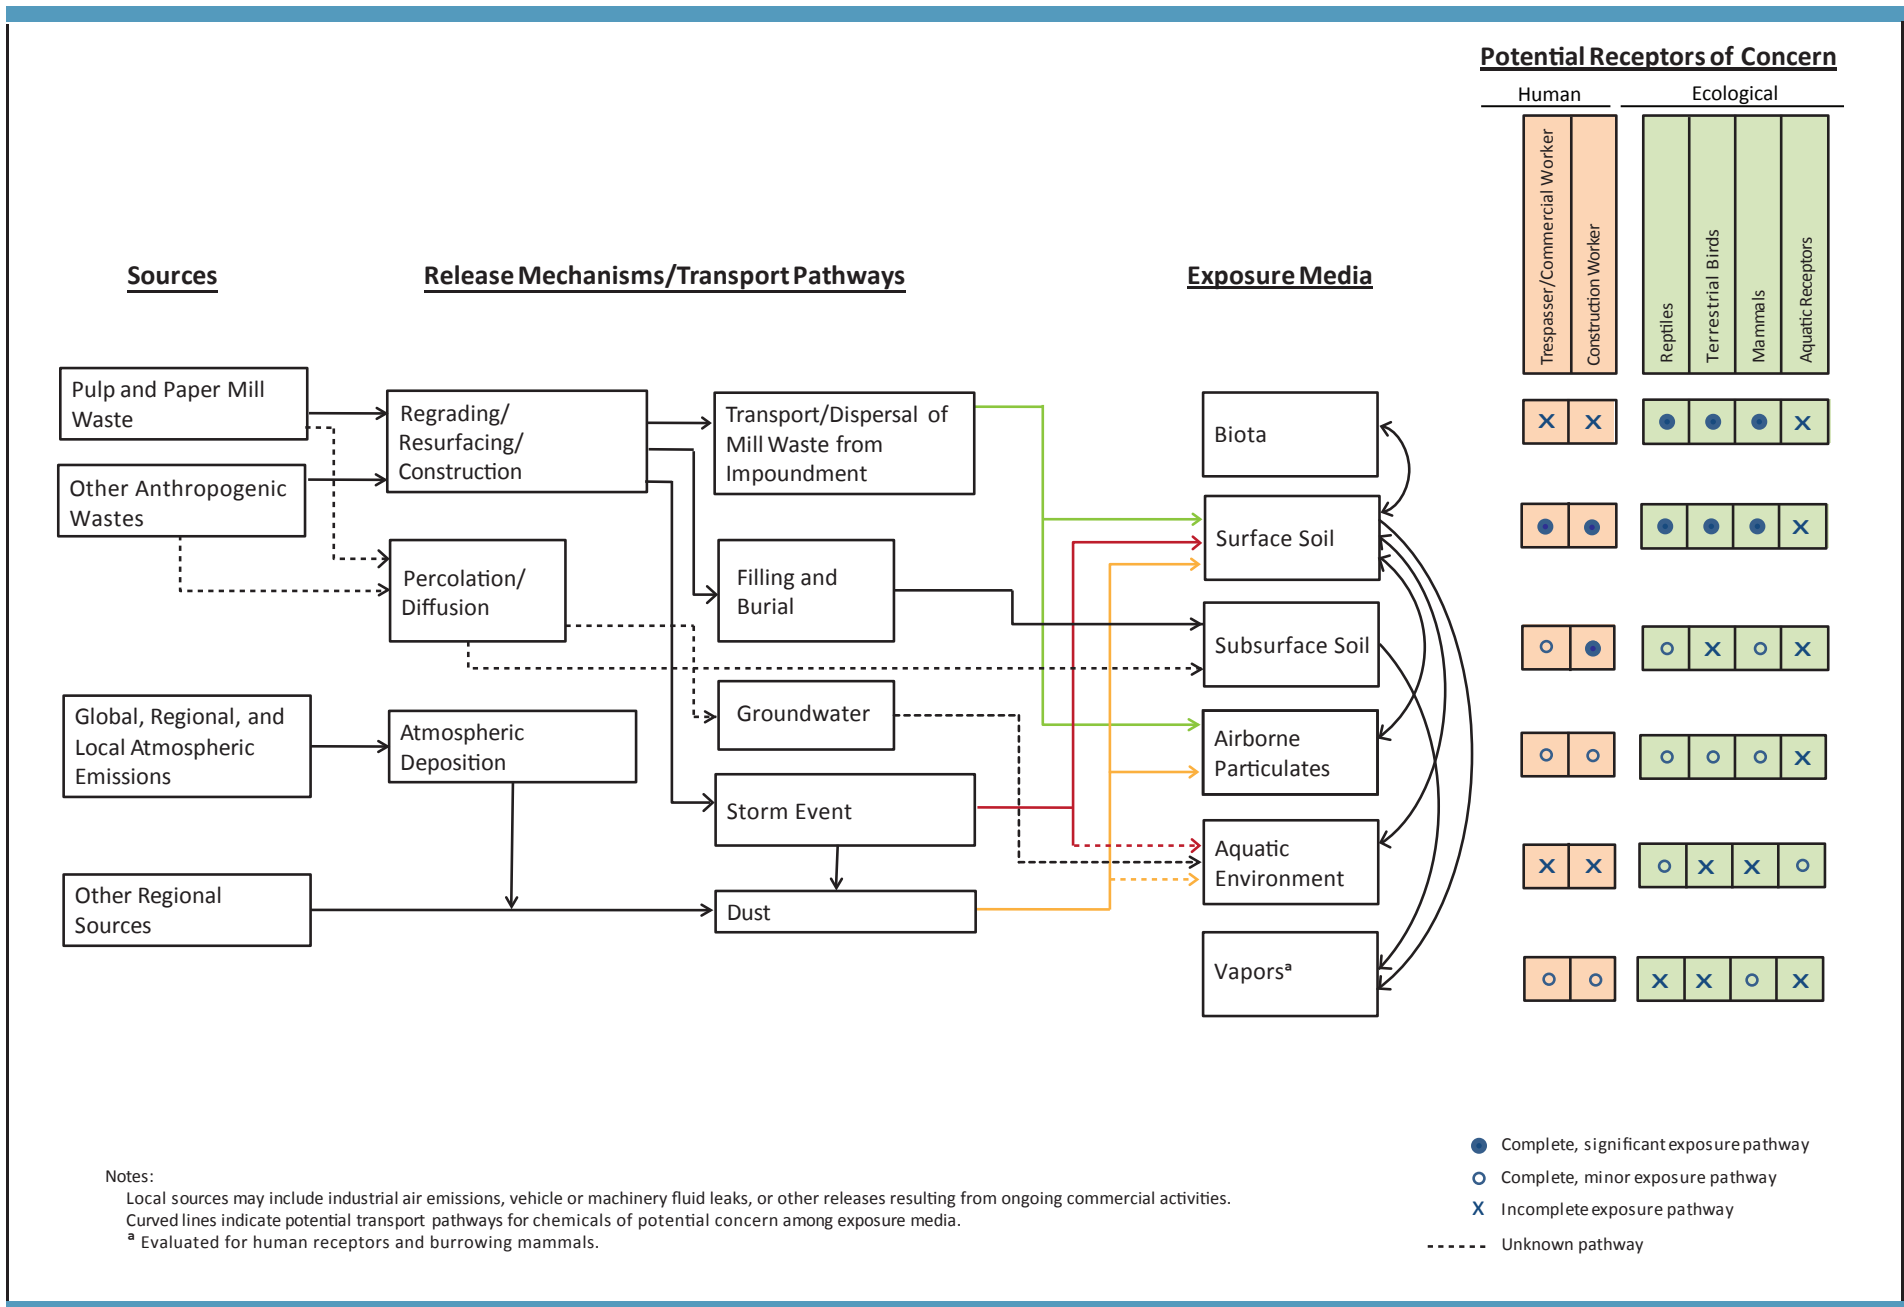 Potential Receptors of Concern
Human
Ecological
Trespasser/Commercial Worker
Construction Worker
Reptiles
Terrestrial Birds
Mammals
Aquatic Receptors
Sources
Release Mechanisms/Transport Pathways
Exposure Media
Pulp and Paper Mill
Waste
Other Anthropogenic
Wastes
Global, Regional, and
Local Atmospheric
Emissions
Other Regional
Sources
Regrading/
Resurfacing/
Construction
Percolation/
Diffusion
Atmospheric
Deposition
Transport/Dispersal of
Mill Waste from
Impoundment
Filling and
Burial
Groundwater
Storm Event
Dust
Biota
Surface Soil
Subsurface Soil
Airborne
Particulates
Aquatic
Environment
Vaporsª
X X X
X
X X
X
X X X X
X X X
Complete, significant exposure pathway
Complete, minor exposure pathway
X Incomplete exposure pathway
Unknown pathway
Notes:
Local sources may include industrial air emissions, vehicle or machinery fluid leaks, or other releases resulting from ongoing commercial activities.
Curved lines indicate potential transport pathways for chemicals of potential concern among exposure media.
ª Evaluated for human receptors and burrowing mammals.